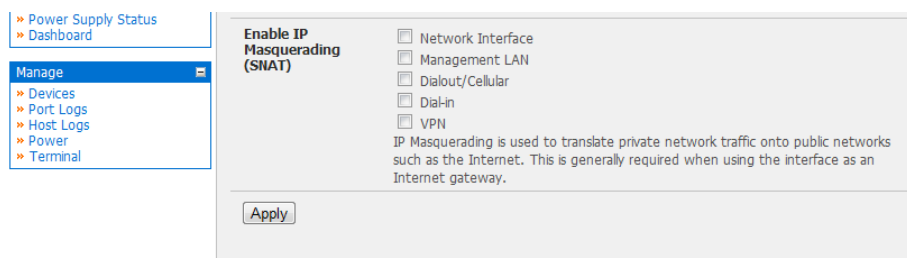 » Power Supply Status
» Dashboard
Manage
» Devices
» Port Logs
» Host Logs
» Power
» Terminal
Enable IP
Masquerading
(SNAT)
Network Interface
Management LAN
Dialout/Cellular
Dial-in
VPN
IP Masquerading is used to translate private network traffic onto public networks
such as the Internet. This is generally required when using the interface as an
Internet gateway.
Apply